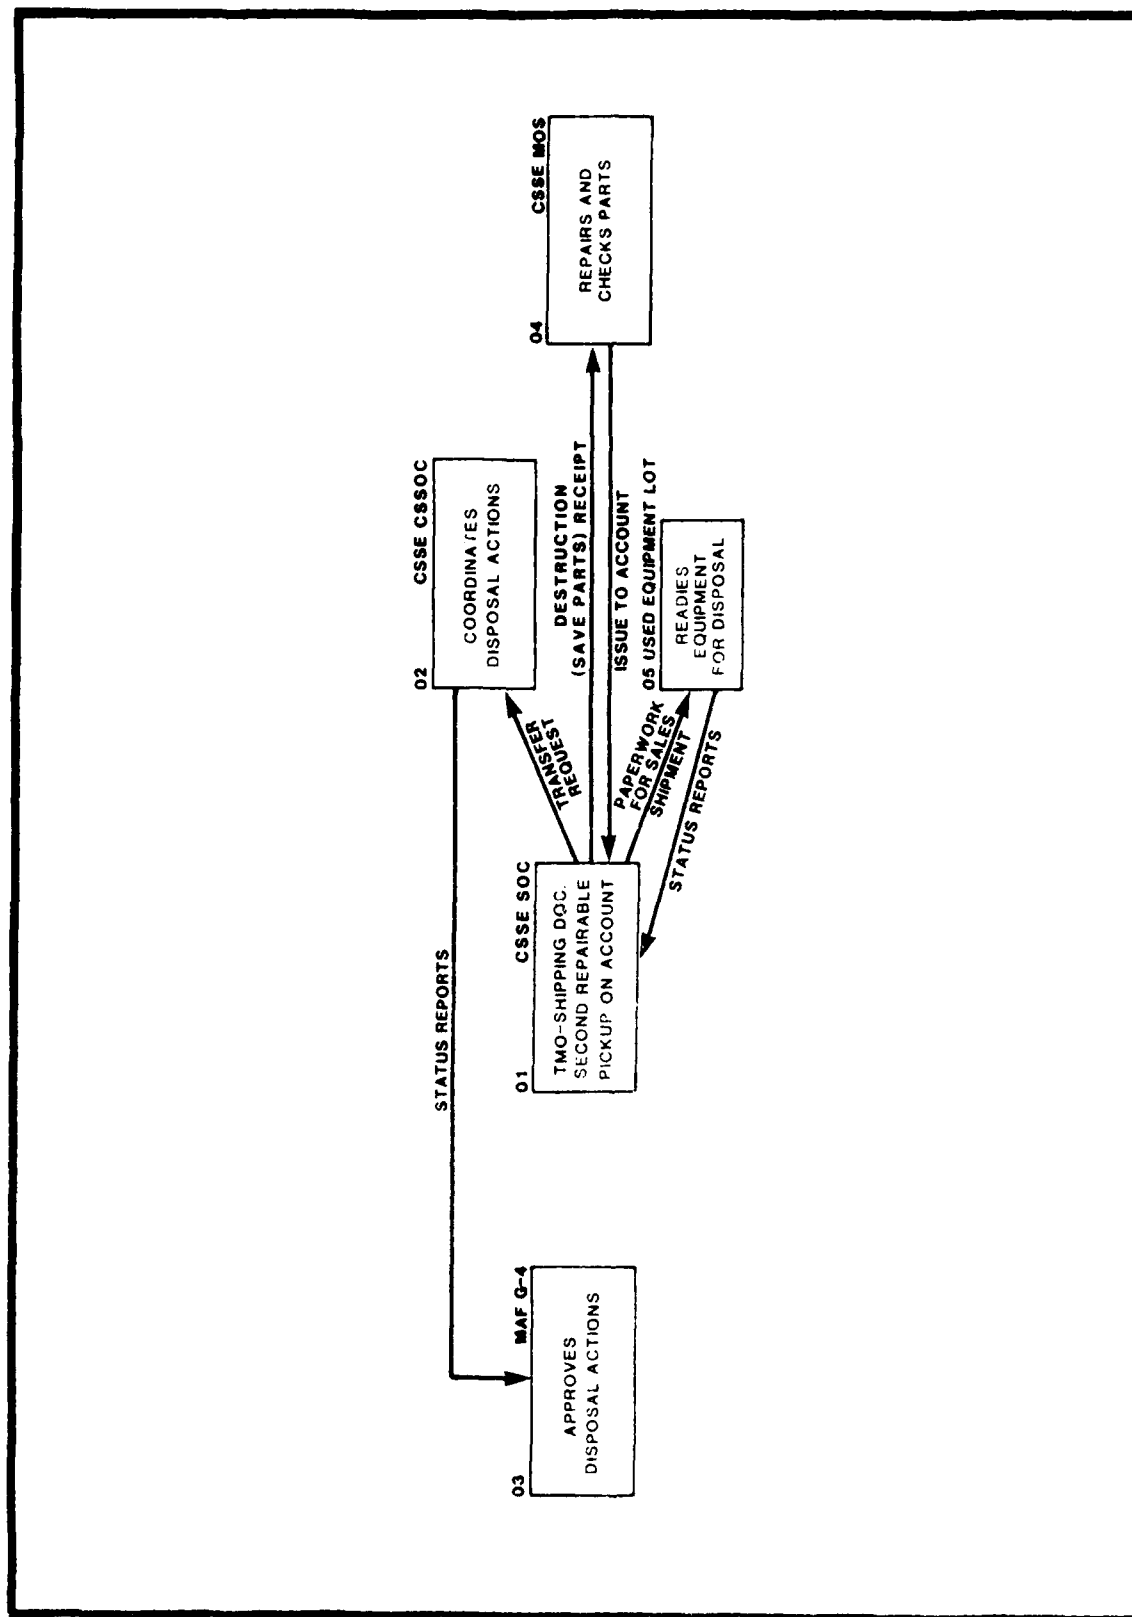 STATUS REPORTS
03
MAF G-4
APPROVES
DISPOSAL ACTIONS
02
CSSE CSSOC
COORDINATES
DISPOSAL ACTIONS
TRANSFER
REQUEST
01
CSSE SOC
TMO-SHIPPING DOC.
SECOND REPAIRABLE
PICKUP ON ACCOUNT
DESTRUCTION
(SAVE PARTS) RECEIPT
ISSUE TO ACCOUNT
04
CSSE MOS
REPAIRS AND
CHECKS PARTS
PAPERWORK
FOR SALES
SHIPMENT
STATUS REPORTS
05 USED EQUIPMENT LOT
READIES
EQUIPMENT
FOR DISPOSAL